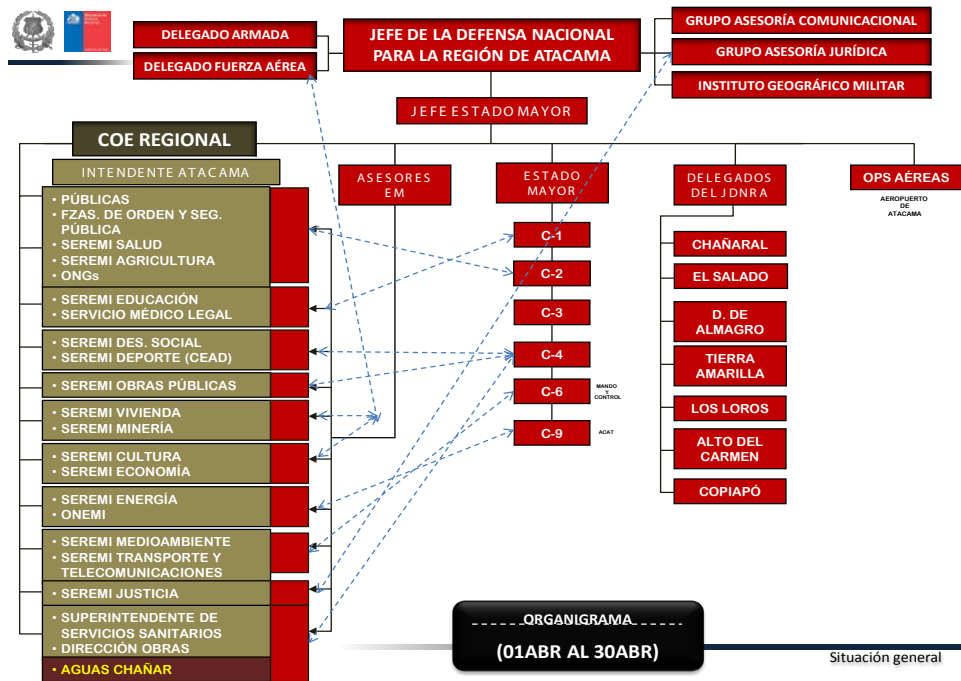 DELEGADO ARMADA
DELEGADO FUERZA AÉREA
JEFE DE LA DEFENSA NACIONAL
PARA LA REGIÓN DE ATACAMA
GRUPO ASESORÍA COMUNICACIONAL
GRUPO ASESORÍA JURÍDICA
INSTITUTO GEOGRÁFICO MILITAR
JEFE ESTADO MAYOR
COE REGIONAL
INTENDENTE ATACAMA
• PÚBLICAS
• FZAS. DE ORDEN Y SEG.
PÚBLICA
• SEREMI SALUD
• SEREMI AGRICULTURA
• ONGs
• SEREMI EDUCACIÓN
• SERVICIO MÉDICO LEGAL
• SEREMI DES. SOCIAL
• SEREMI DEPORTE (CEAD)
• SEREMI OBRAS PÚBLICAS
• SEREMI VIVIENDA
• SEREMI MINERÍA
• SEREMI CULTURA
• SEREMI ECONOMÍA
• SEREMI ENERGÍA
• ONEMI
• SEREMI MEDIOAMBIENTE
• SEREMI TRANSPORTE Y
TELECOMUNICACIONES
• SEREMI JUSTICIA
• SUPERINTENDENTE DE
SERVICIOS SANITARIOS
• DIRECCIÓN OBRAS
• AGUAS CHAÑAR
ASESORES
EM
ESTADO
MAYOR
C-1
C-2
C-3
C-4
C-6
MANDO
Y
CONTROL
C-9
ACAT
DELEGADOS
DEL JDNRA
CHAÑARAL
EL SALADO
D. DE
ALMAGRO
TIERRA
AMARILLA
LOS LOROS
ALTO DEL
CARMEN
COPIAPÓ
OPS AÉREAS
AEROPUERTO
DE
ATACAMA
ORGANIGRAMA
(01ABR AL 30ABR)
Situación general